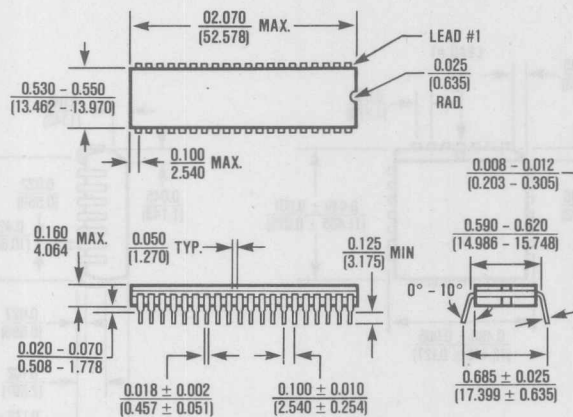 02.070
(52.578)
MAX.
LEAD #1
0.530 – 0.550
(13.462 – 13.970)
0.025
(0.635)
RAD.
0.100
2.540
MAX.
0.008 – 0.012
(0.203 – 0.305)
0.160
4.064
MAX.
0.050
(1.270)
TYP.
0.125
(3.175)
MIN
0.590 – 0.620
(14.986 – 15.748)
0° – 10°
0.020 – 0.070
0.508 – 1.778
0.018 ± 0.002
(0.457 ± 0.051)
0.100 ± 0.010
(2.540 ± 0.254)
0.685 ± 0.025
(17.399 ± 0.635)